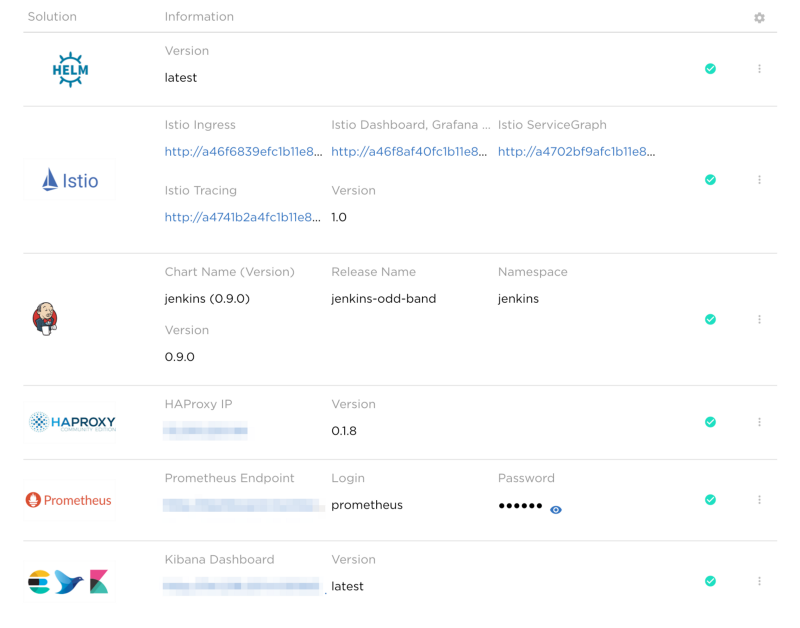 Solution Information
Version
HELM
latest
Istio Ingress Istio Dashboard, Grafana ... Istio ServiceGraph
http://a46f6839efc1b11e8... http://a46f8af40fc1b11e8... http://a4702bf9afc1b11e8...
Istio
Istio Tracing Version
http://a4741b2a4fc1b11e8... 1.0
Chart Name (Version) Release Name Namespace
jenkins (0.9.0) jenkins-odd-band jenkins
Version
0.9.0
HAProxy IP Version
HAPROXY
COMMUNITY EDITION
0.1.8
Prometheus Endpoint Login Password
Prometheus
prometheus ••••••
Kibana Dashboard Version
latest